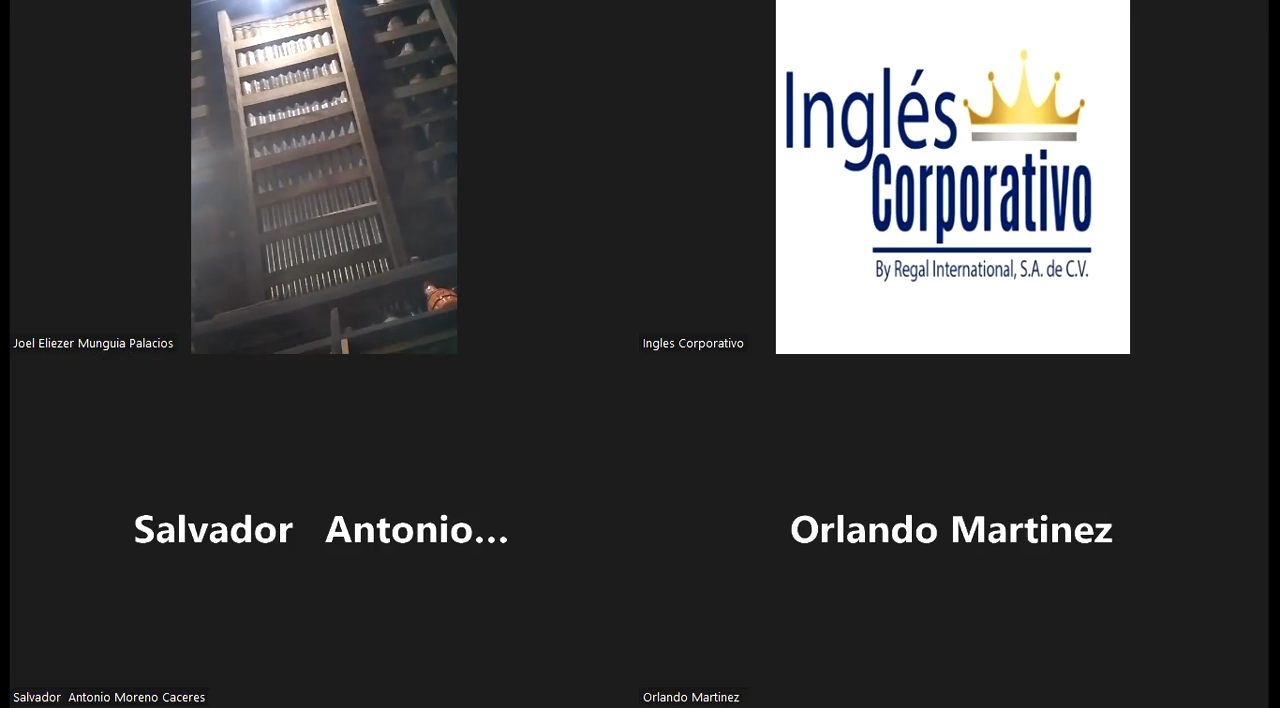 Inglés
Corporativo
By Regal International, S.A. de C.V.
Joel Eliezer Munguia Palacios
Ingles Corporativo
Salvador   Antonio...
Orlando Martinez
Salvador  Antonio Moreno Caceres
Orlando Martinez